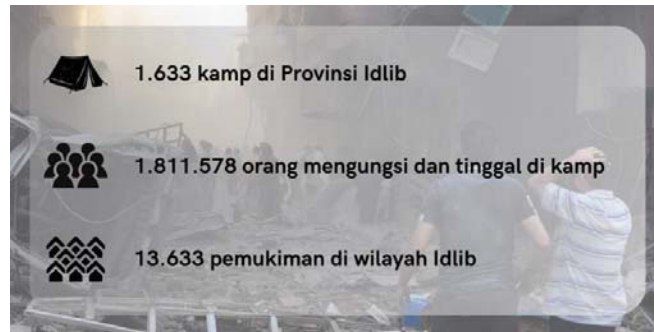 1.633 kamp di Provinsi Idlib
1.811.578 orang mengungsi dan tinggal di kamp
13.633 pemukiman di wilayah Idlib